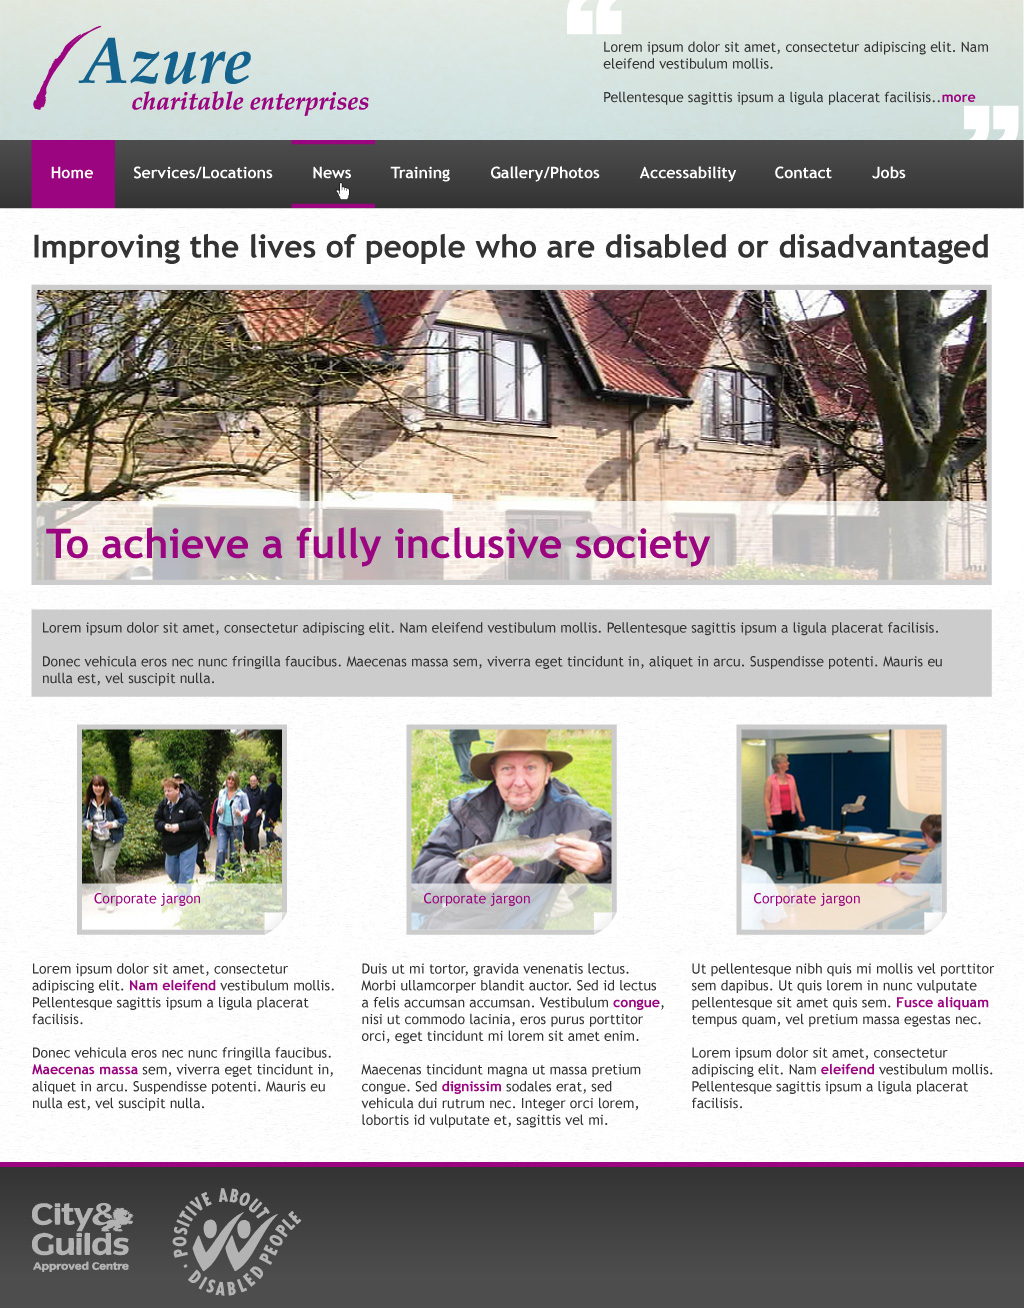 Azure
charitable enterprises
Lorem ipsum dolor sit amet, consectetur adipiscing elit. Nam
eleifend vestibulum mollis.
Pellentesque sagittis ipsum a ligula placerat facilisis..more
Home Services/Locations News Training Gallery/Photos Accessability Contact Jobs
Improving the lives of people who are disabled or disadvantaged
To achieve a fully inclusive society
Lorem ipsum dolor sit amet, consectetur adipiscing elit. Nam eleifend vestibulum mollis. Pellentesque sagittis ipsum a ligula placerat facilisis.
Donec vehicula eros nec nunc fringilla faucibus. Maecenas massa sem, viverra eget tincidunt in, aliquet in arcu. Suspendisse potenti. Mauris eu
nulla est, vel suscipit nulla.
Corporate jargon
Corporate jargon
Corporate jargon
Lorem ipsum dolor sit amet, consectetur
adipiscing elit. Nam eleifend vestibulum mollis.
Pellentesque sagittis ipsum a ligula placerat
facilisis.
Donec vehicula eros nec nunc fringilla faucibus.
Maecenas massa sem, viverra eget tincidunt in,
aliquet in arcu. Suspendisse potenti. Mauris eu
nulla est, vel suscipit nulla.
Duis ut mi tortor, gravida venenatis lectus.
Morbi ullamcorper blandit auctor. Sed id lectus
a felis accumsan accumsan. Vestibulum congue,
nisi ut commodo lacinia, eros purus porttitor
orci, eget tincidunt mi lorem sit amet enim.
Maecenas tincidunt magna ut massa pretium
congue. Sed dignissim sodales erat, sed
vehicula dui rutrum nec. Integer orci lorem,
lobortis id vulputate et, sagittis vel mi.
Ut pellentesque nibh quis mi mollis vel porttitor
sem dapibus. Ut quis lorem in nunc vulputate
pellentesque sit amet quis sem. Fusce aliquam
tempus quam, vel pretium massa egestas nec.
Lorem ipsum dolor sit amet, consectetur
adipiscing elit. Nam eleifend vestibulum mollis.
Pellentesque sagittis ipsum a ligula placerat
facilisis.
City&
Guilds
Approved Centre
POSITIVE ABOUT
DISABLED PEOPLE